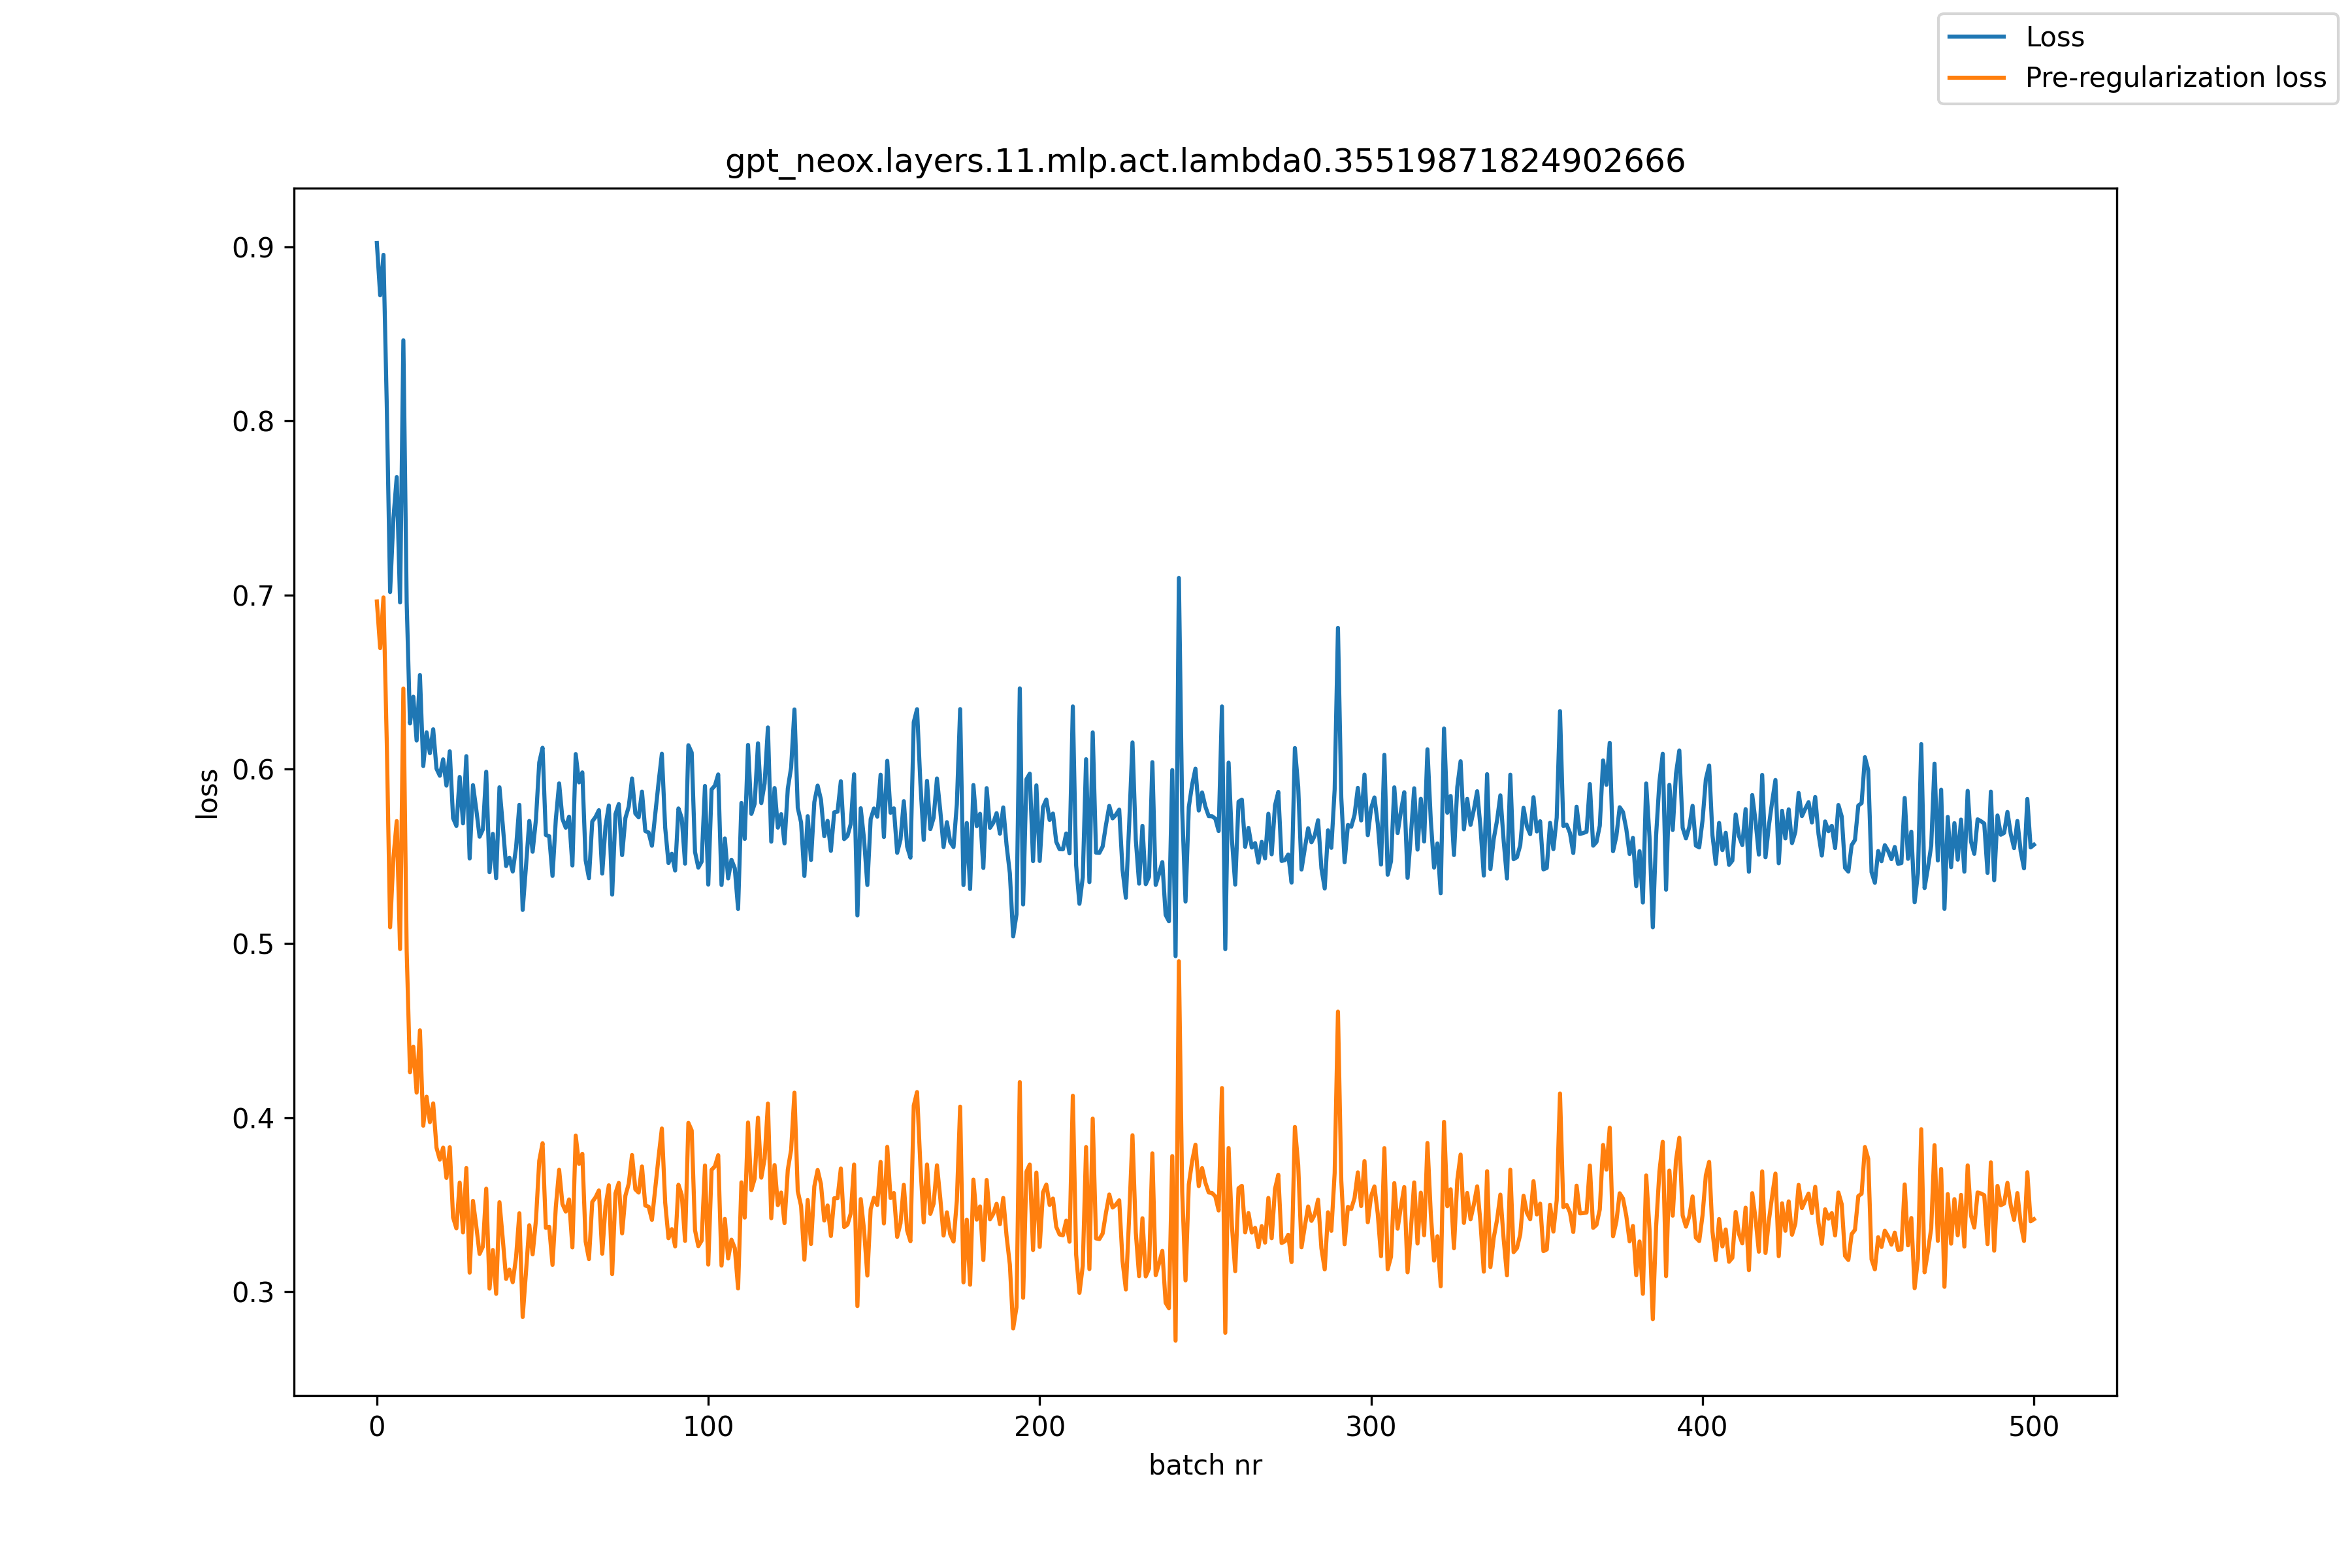 Loss
Pre-regularization loss
gpt_neox.layers.11.mlp.act.lambda0.35519871824902666
0.9
0.8
0.7
0.6
0.5
0.4
0.3
loss
0 100 200 300 400 500
batch nr